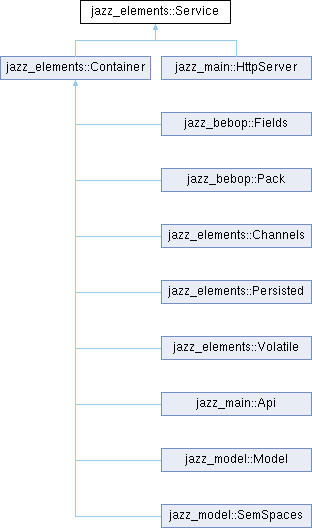 jazz_elements::Service
jazz_elements::Container
jazz_main::HttpServer
jazz_bebop::Fields
jazz_bebop::Pack
jazz_elements::Channels
jazz_elements::Persisted
jazz_elements::Volatile
jazz_main::Api
jazz_model::Model
jazz_model::SemSpaces